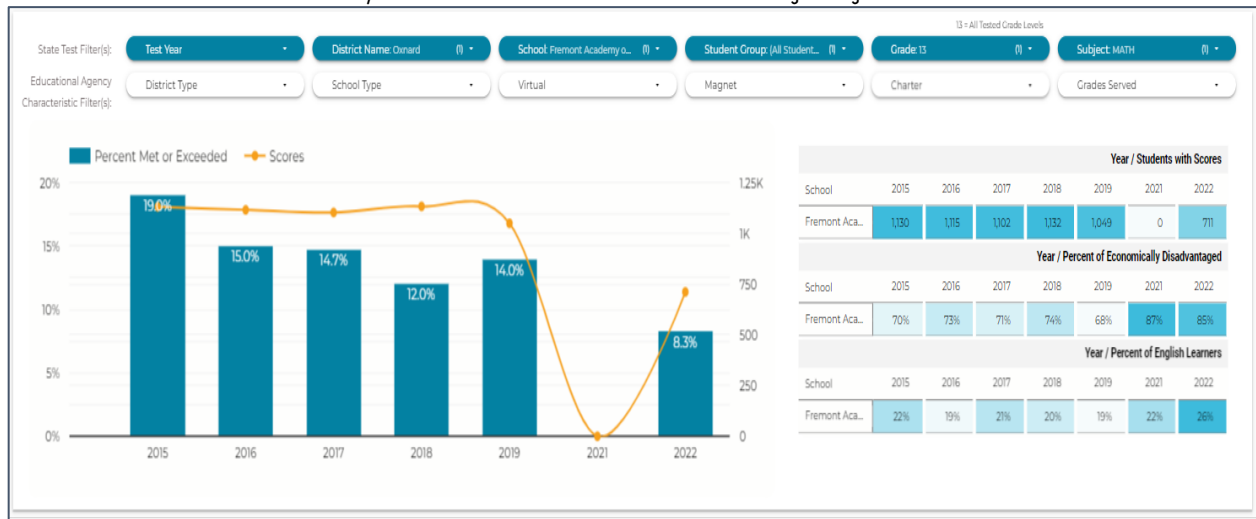 13 = All Tested Grade Levels
State Test Filter(s):
Test Year
District Name: Oxnard (1)
School: Fremont Academy o... (1)
Student Group: (All Student... (1)
Grade: 13 (1)
Subject: MATH (1)
Educational Agency
Characteristic Filter(s):
District Type
School Type
Virtual
Magnet
Charter
Grades Served
Percent Met or Exceeded Scores
20%
15%
10%
5%
0%
19.0%
15.0%
14.7%
12.0%
14.0%
8.3%
1.25K
1K
750
500
250
0
2015 2016 2017 2018 2019 2021 2022
Year / Students with Scores
School 2015 2016 2017 2018 2019 2021 2022
Fremont Aca... 1,130 1,115 1,102 1,132 1,049 0 711
Year / Percent of Economically Disadvantaged
School 2015 2016 2017 2018 2019 2021 2022
Fremont Aca... 70% 73% 71% 74% 68% 87% 85%
Year / Percent of English Learners
School 2015 2016 2017 2018 2019 2021 2022
Fremont Aca... 22% 19% 21% 20% 19% 22% 26%